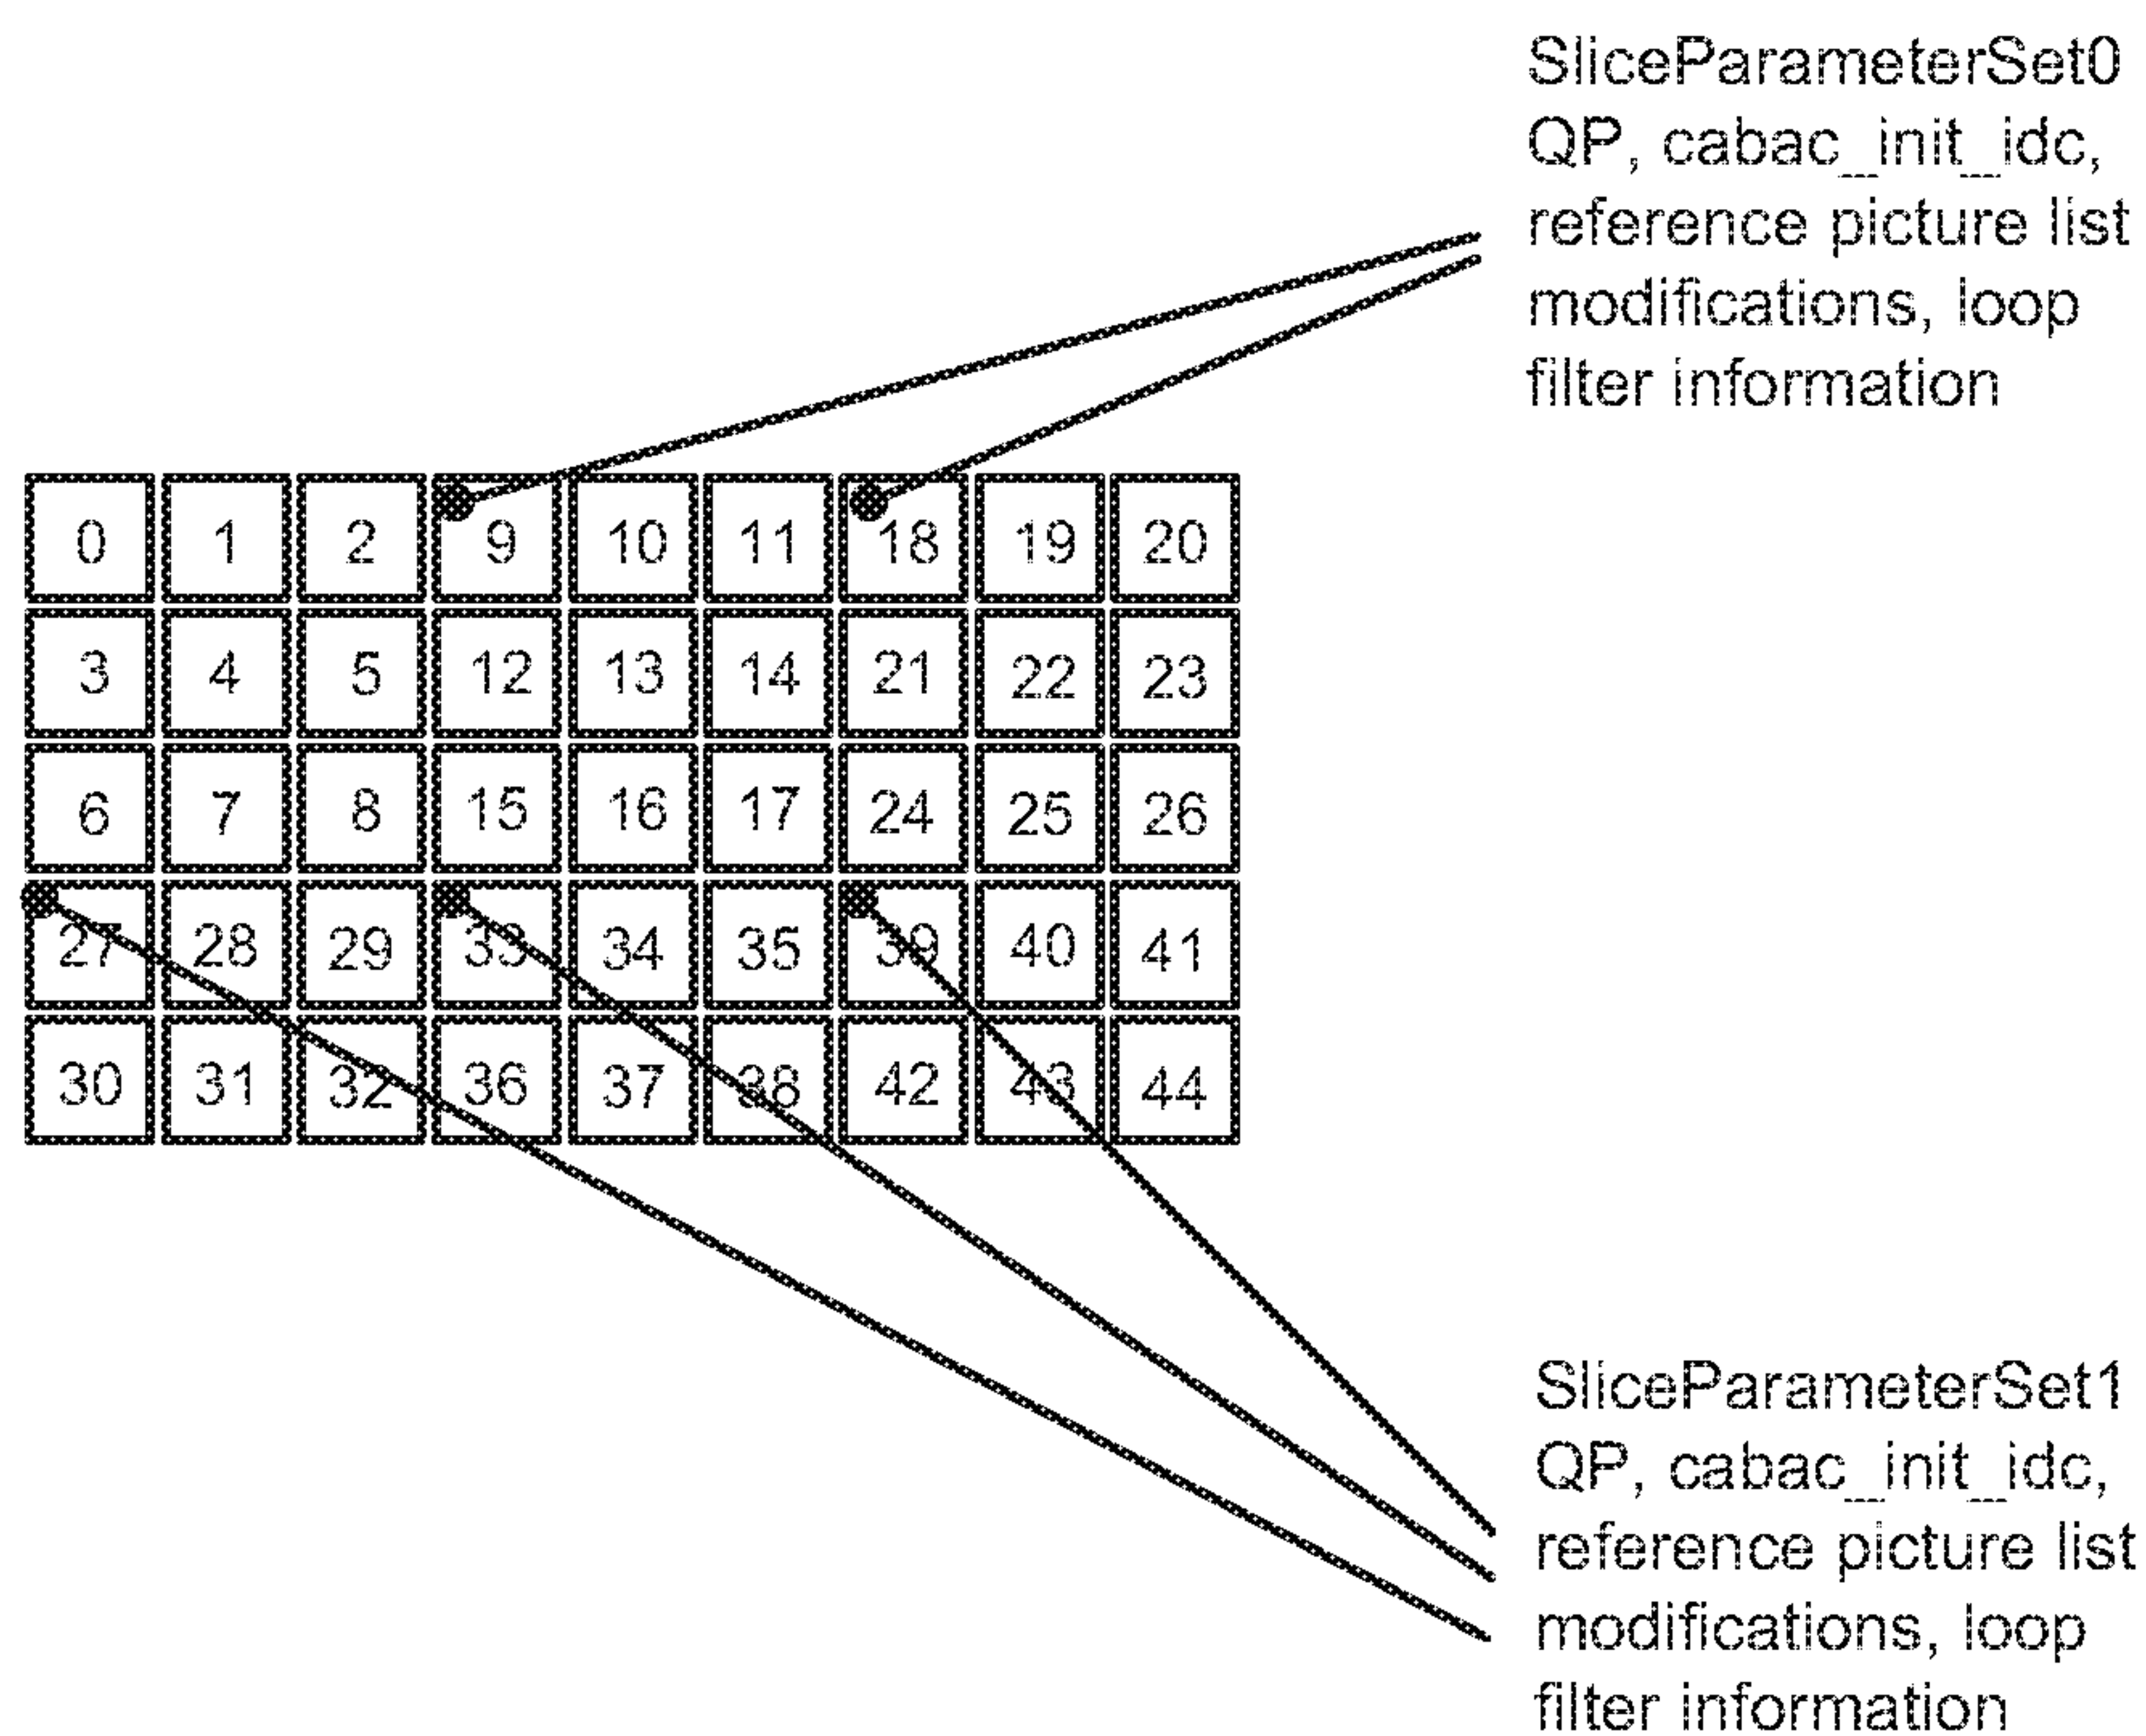 SliceParameterSet0
QP, cabac_init_idc,
reference picture list
modifications, loop
filter information
0 1 2 9 10 11 18 19 20
3 4 5 12 13 14 21 22 23
6 7 8 15 16 17 24 25 26
27 28 29 33 34 35 39 40 41
30 31 32 36 37 38 42 43 44
SliceParameterSet1
QP, cabac_init_idc,
reference picture list
modifications, loop
filter information